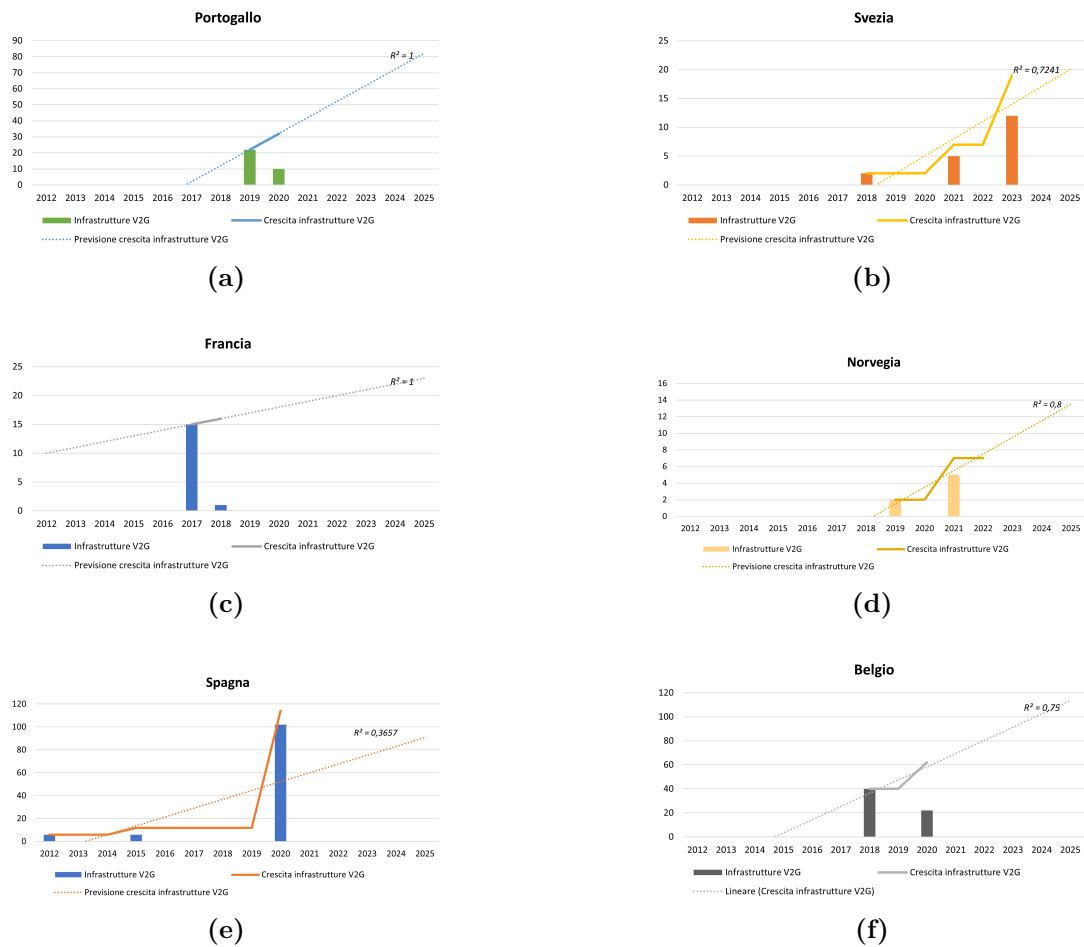 Portogallo
90
80
70
60
50
40
30
20
10
0
R² = 1
2012 2013 2014 2015 2016 2017 2018 2019 2020 2021 2022 2023 2024 2025
Infrastrutture V2G Crescita infrastrutture V2G
Previsione crescita infrastrutture V2G
(a)
Svezia
25
20
15
10
5
0
R² = 0,7241
2012 2013 2014 2015 2016 2017 2018 2019 2020 2021 2022 2023 2024 2025
Infrastrutture V2G Crescita infrastrutture V2G
Previsione crescita infrastrutture V2G
(b)
Francia
25
20
15
10
5
0
R² = 1
2012 2013 2014 2015 2016 2017 2018 2019 2020 2021 2022 2023 2024 2025
Infrastrutture V2G Crescita infrastrutture V2G
Previsione crescita infrastrutture V2G
(c)
Norvegia
16
14
12
10
8
6
4
2
0
R² = 0,8
2012 2013 2014 2015 2016 2017 2018 2019 2020 2021 2022 2023 2024 2025
Infrastrutture V2G Crescita infrastrutture V2G
Previsione crescita infrastrutture V2G
(d)
Spagna
120
100
80
60
40
20
0
R² = 0,3657
2012 2013 2014 2015 2016 2017 2018 2019 2020 2021 2022 2023 2024 2025
Infrastrutture V2G Crescita infrastrutture V2G
Previsione crescita infrastrutture V2G
(e)
Belgio
120
100
80
60
40
20
0
R² = 0,75
2012 2013 2014 2015 2016 2017 2018 2019 2020 2021 2022 2023 2024 2025
Infrastrutture V2G Crescita infrastrutture V2G
Lineare (Crescita infrastrutture V2G)
(f)